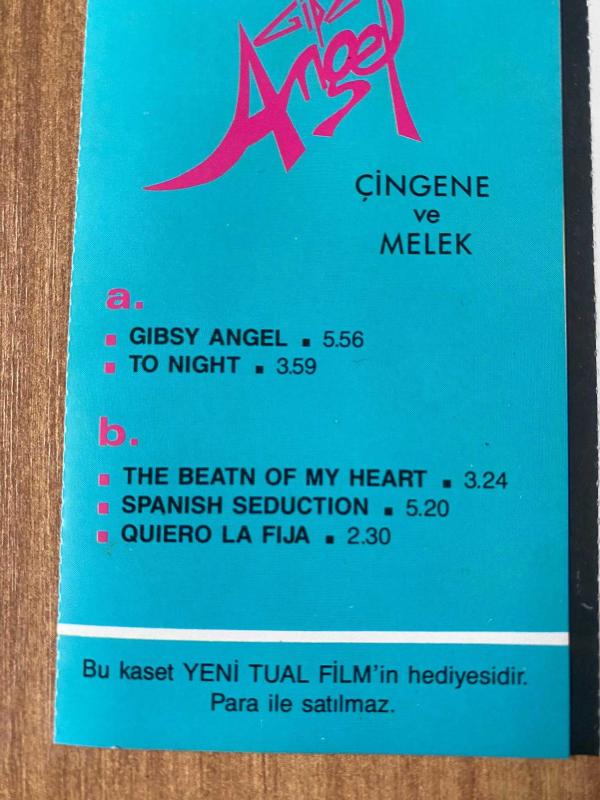 Angel
ÇİNGENE
ve
MELEK
a.
GIBSY ANGEL ▪ 5.56
TO NIGHT ▪ 3.59
b.
THE BEATN OF MY HEART ▪ 3.24
SPANISH SEDUCTION ▪ 5.20
QUIERO LA FIJA ▪ 2.30
Bu kaset YENİ TUAL FİLM'in hediyesidir.
Para ile satılmaz.